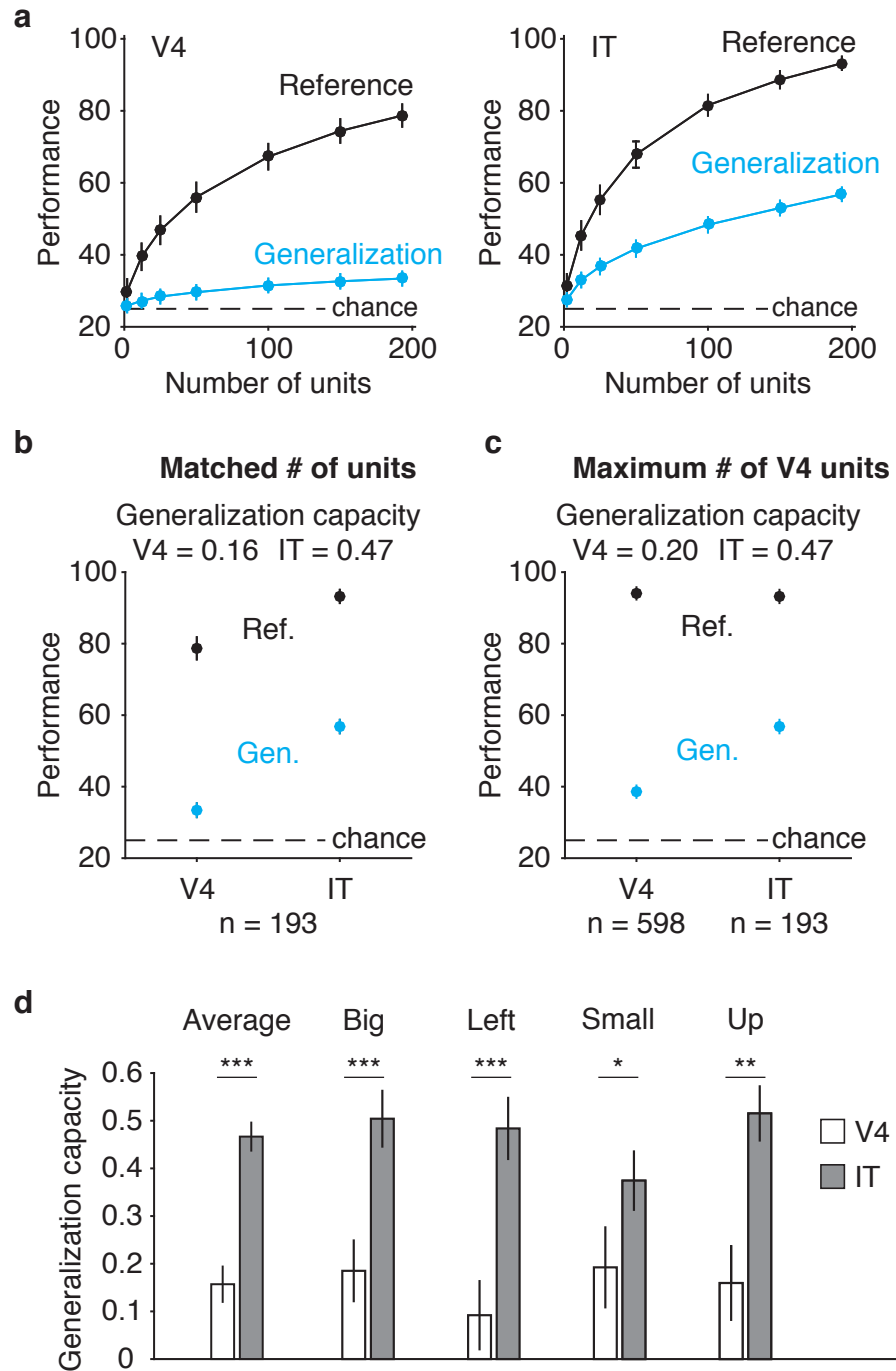 a
V4
Reference
Generalization
chance
Performance
100
80
60
40
20
0
100
200
Number of units
IT
Reference
Generalization
chance
Performance
100
80
60
40
20
0
100
200
Number of units
b
Matched # of units
Generalization capacity
V4 = 0.16 IT = 0.47
Performance
100
80
60
40
20
Ref.
Gen.
chance
V4
IT
n = 193
c
Maximum # of V4 units
Generalization capacity
V4 = 0.20 IT = 0.47
Performance
100
80
60
40
20
Ref.
Gen.
chance
V4
IT
n = 598
n = 193
d
Average Big Left Small Up
*** *** *** * **
Generalization capacity
0.6
0.5
0.4
0.3
0.2
0.1
0
V4
IT